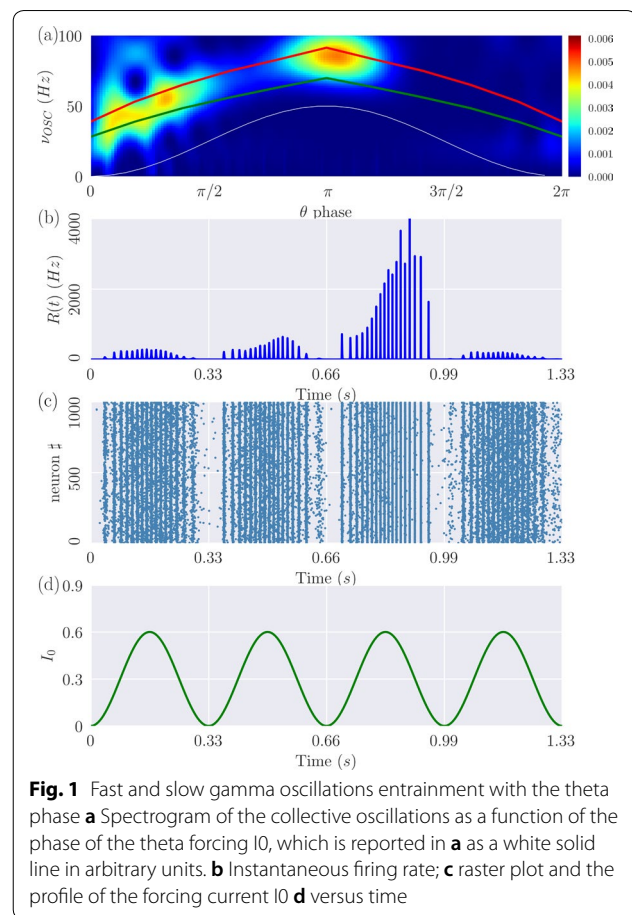 (a)
100
50
0
ν_OSC (Hz)
0 π/2 π 3π/2 2π
θ phase
0.006
0.005
0.004
0.003
0.002
0.001
0.000
(b)
4000
2000
0
R(t) (Hz)
0 0.33 0.66 0.99 1.33
Time (s)
(c)
1000
500
0
neuron ♯
0 0.33 0.66 0.99 1.33
Time (s)
(d)
0.9
0.6
0.3
0
I_0
0 0.33 0.66 0.99 1.33
Time (s)
Fig. 1 Fast and slow gamma oscillations entrainment with the theta
phase a Spectrogram of the collective oscillations as a function of the
phase of the theta forcing I0, which is reported in a as a white solid
line in arbitrary units. b Instantaneous firing rate; c raster plot and the
profile of the forcing current I0 d versus time